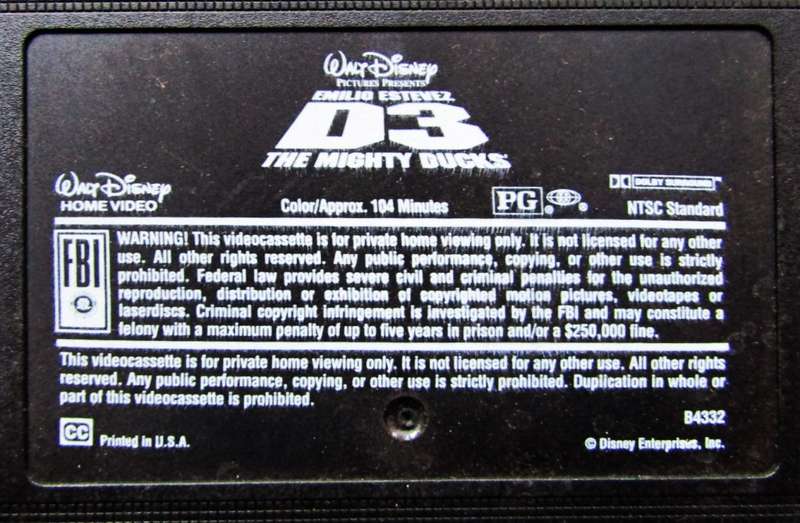 WALT DISNEY
PICTURES PRESENTS
EMILIO ESTEVEZ
D3
THE MIGHTY DUCKS
WALT DISNEY
HOME VIDEO
Color/Approx. 104 Minutes
PG
DOLBY SURROUND
NTSC Standard
FBI
WARNING! This videocassette is for private home viewing only. It is not licensed for any other
use. All other rights reserved. Any public performance, copying, or other use is strictly
prohibited. Federal law provides severe civil and criminal penalties for the unauthorized
reproduction, distribution or exhibition of copyrighted motion pictures, videotapes or
laserdiscs. Criminal copyright infringement is investigated by the FBI and may constitute a
felony with a maximum penalty of up to five years in prison and/or a $250,000 fine.
This videocassette is for private home viewing only. It is not licensed for any other use. All other rights
reserved. Any public performance, copying, or other use is strictly prohibited. Duplication in whole or
part of this videocassette is prohibited.
B4332
CC Printed in U.S.A.
© Disney Enterprises, Inc.